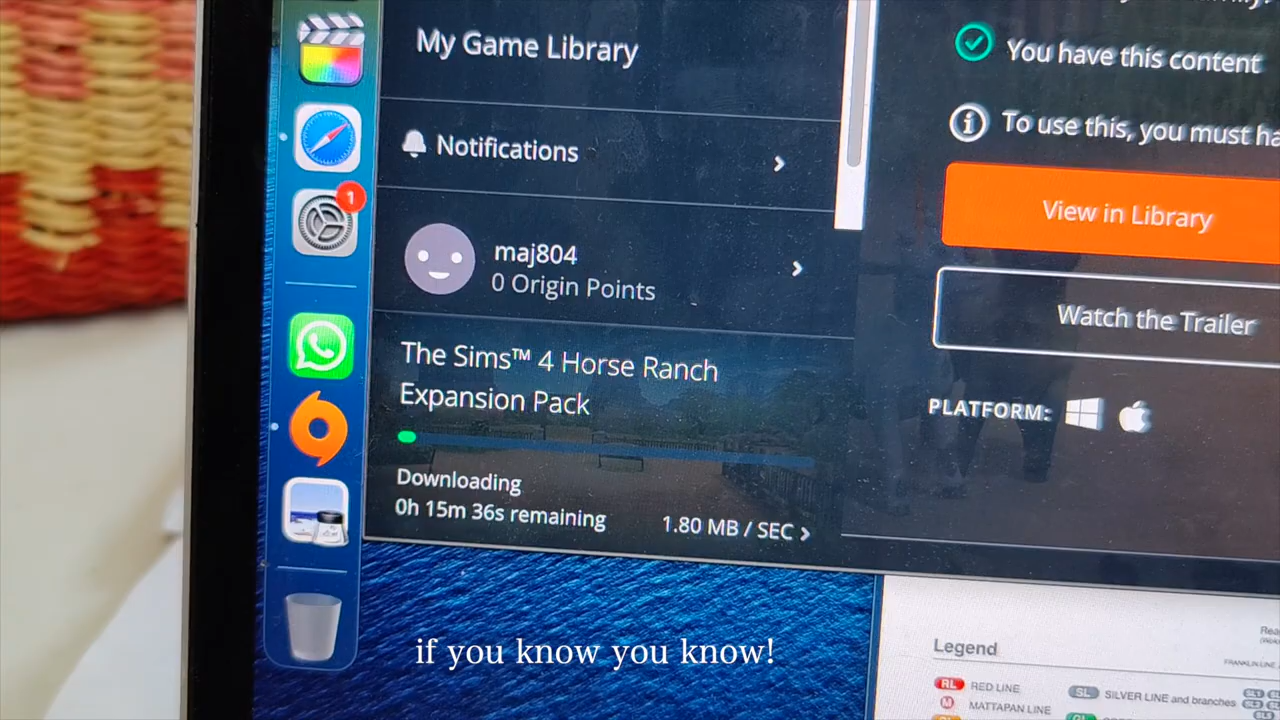 My Game Library
You have this content
To use this, you must ha
Notifications
1
View in Library
maj804
0 Origin Points
Watch the Trailer
The Sims™ 4 Horse Ranch
Expansion Pack
PLATFORM:
Downloading
0h 15m 36s remaining
1.80 MB / SEC
if you know you know!
Legend
RL RED LINE
SL SILVER LINE and branches
M MATTAPAN LINE